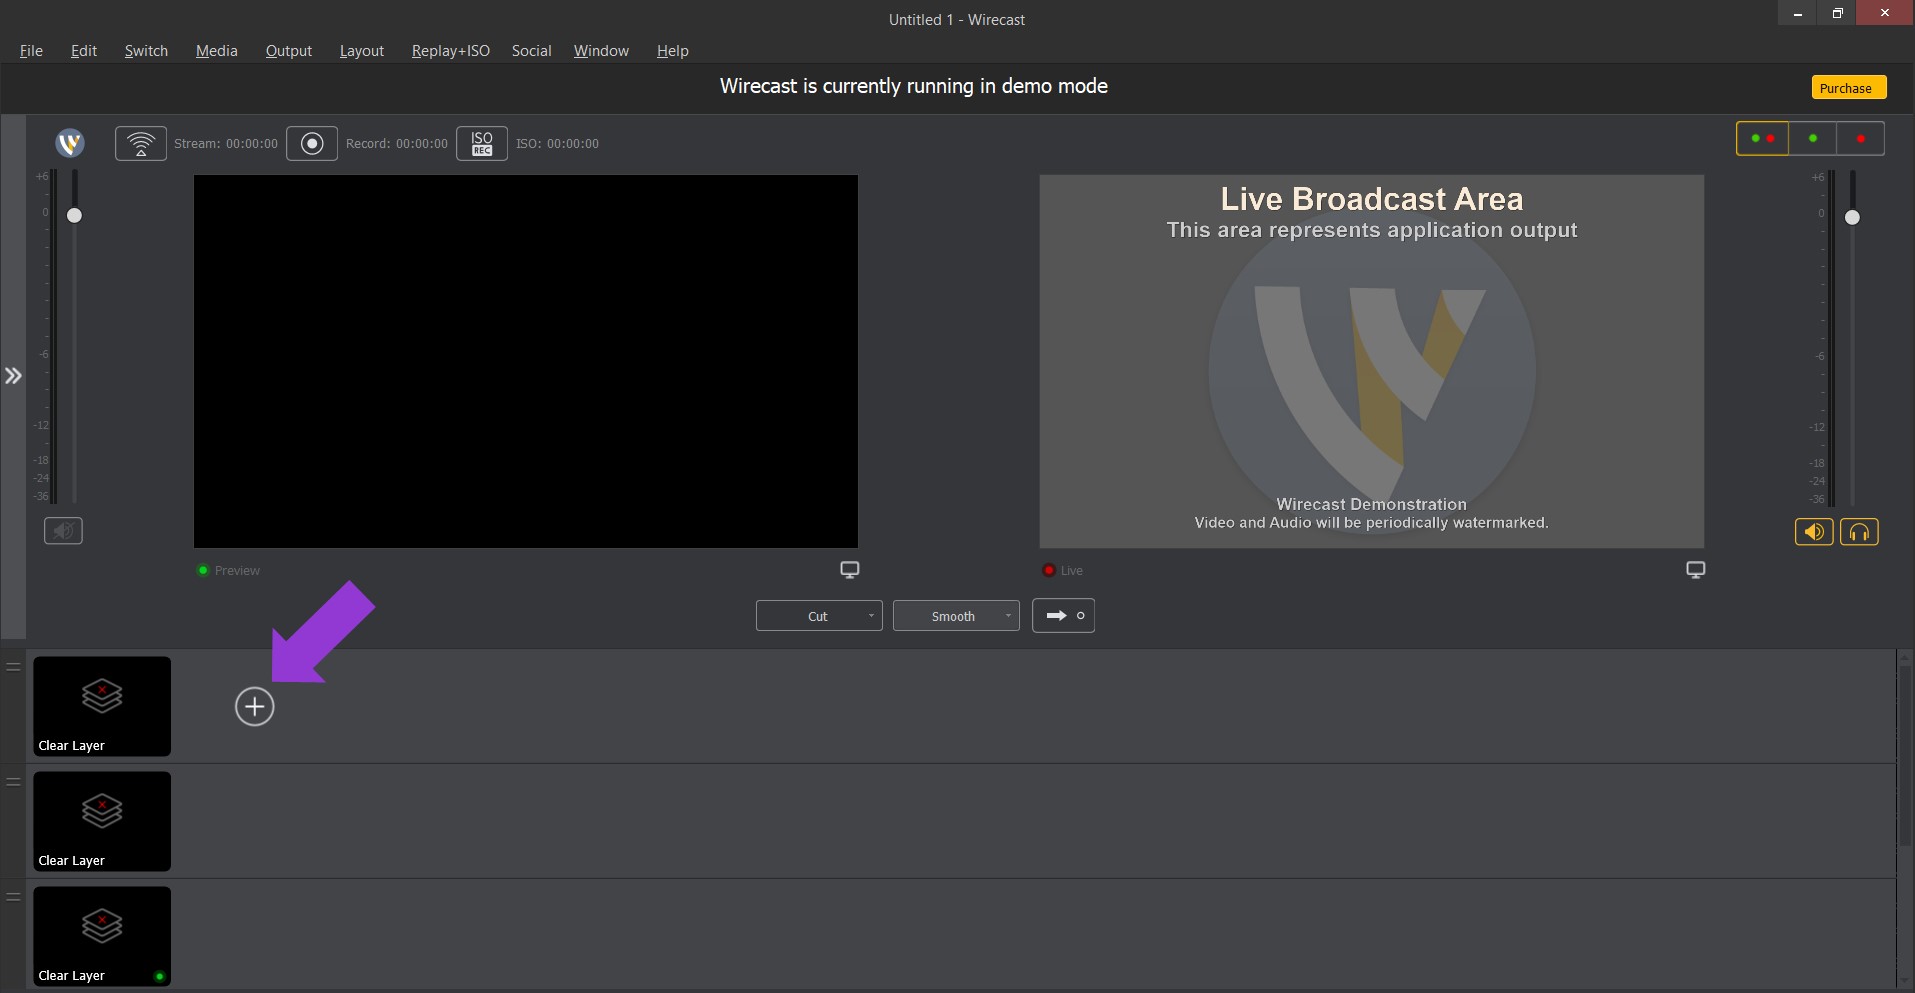 Untitled 1 - Wirecast
File Edit Switch Media Output Layout Replay+ISO Social Window Help
Wirecast is currently running in demo mode
Purchase
Stream: 00:00:00
Record: 00:00:00
ISO
REC
ISO: 00:00:00
+6
0
-6
-12
-18
-24
-36
Live Broadcast Area
This area represents application output
Wirecast Demonstration
Video and Audio will be periodically watermarked.
+6
0
-6
-12
-18
-24
-36
Preview
Live
Cut
Smooth
Clear Layer
Clear Layer
Clear Layer